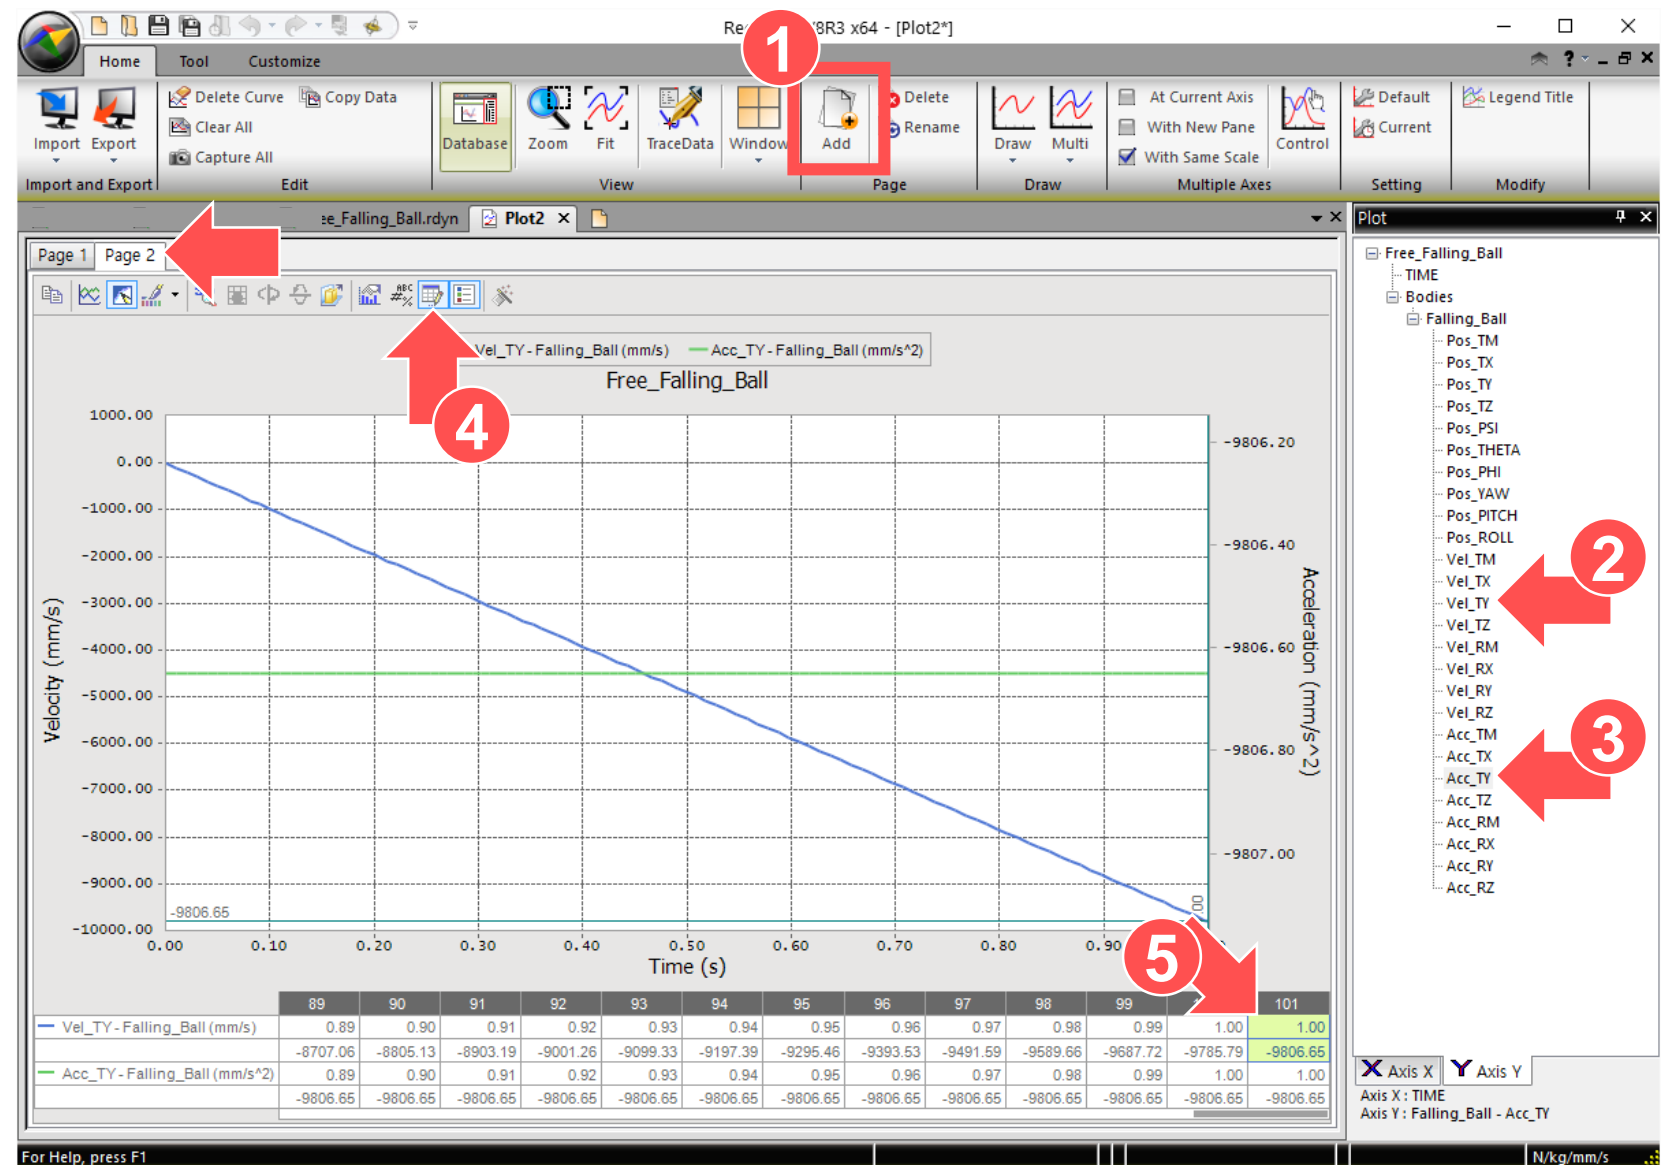 8R3 x64 - [Plot2*]
1
Home Tool Customize
Delete Curve Copy Data
Clear All
Capture All
Import Export
Database Zoom Fit TraceData Window Add
Delete
Rename
Draw Multi
At Current Axis
With New Pane
With Same Scale
Control
Default
Current
Legend Title
Import and Export Edit View Page Draw Multiple Axes Setting Modify
ee_Falling_Ball.rdyn Plot2
Page 1 Page 2
ABC
#%
Vel_TY - Falling_Ball (mm/s) Acc_TY - Falling_Ball (mm/s^2)
Free_Falling_Ball
4
1000.00
0.00
-1000.00
-2000.00
-3000.00
-4000.00
-5000.00
-6000.00
-7000.00
-8000.00
-9000.00
-10000.00
Velocity (mm/s)
-9806.65
-9806.20
-9806.40
-9806.60
-9806.80
-9807.00
Acceleration (mm/s^2)
0.00 0.10 0.20 0.30 0.40 0.50 0.60 0.70 0.80 0.90
Time (s)
5
89 90 91 92 93 94 95 96 97 98 99 101
Vel_TY - Falling_Ball (mm/s) 0.89 0.90 0.91 0.92 0.93 0.94 0.95 0.96 0.97 0.98 0.99 1.00 1.00
-8707.06 -8805.13 -8903.19 -9001.26 -9099.33 -9197.39 -9295.46 -9393.53 -9491.59 -9589.66 -9687.72 -9785.79 -9806.65
Acc_TY - Falling_Ball (mm/s^2) 0.89 0.90 0.91 0.92 0.93 0.94 0.95 0.96 0.97 0.98 0.99 1.00 1.00
-9806.65 -9806.65 -9806.65 -9806.65 -9806.65 -9806.65 -9806.65 -9806.65 -9806.65 -9806.65 -9806.65 -9806.65 -9806.65
Plot
Free_Falling_Ball
TIME
Bodies
Falling_Ball
Pos_TM
Pos_TX
Pos_TY
Pos_TZ
Pos_PSI
Pos_THETA
Pos_PHI
Pos_YAW
Pos_PITCH
Pos_ROLL
Vel_TM
Vel_TX
Vel_TY
Vel_TZ
Vel_RM
Vel_RX
Vel_RY
Vel_RZ
Acc_TM
Acc_TX
Acc_TY
Acc_TZ
Acc_RM
Acc_RX
Acc_RY
Acc_RZ
2
3
X Axis X Y Axis Y
Axis X : TIME
Axis Y : Falling_Ball - Acc_TY
For Help, press F1
N/kg/mm/s